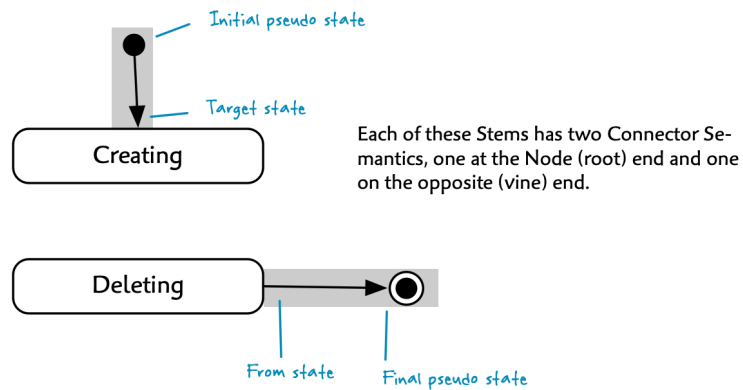 Initial pseudo state
Target state
Creating
Each of these Stems has two Connector Se-
mantics, one at the Node (root) end and one
on the opposite (vine) end.
Deleting
From state
Final pseudo state